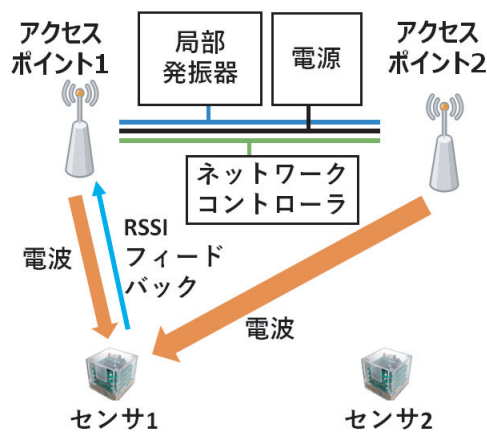 アクセス
ポイント1
局部
発振器
電源
アクセス
ポイント2
ネットワーク
コントローラ
電波
RSSI
フィード
バック
電波
センサ1
センサ2